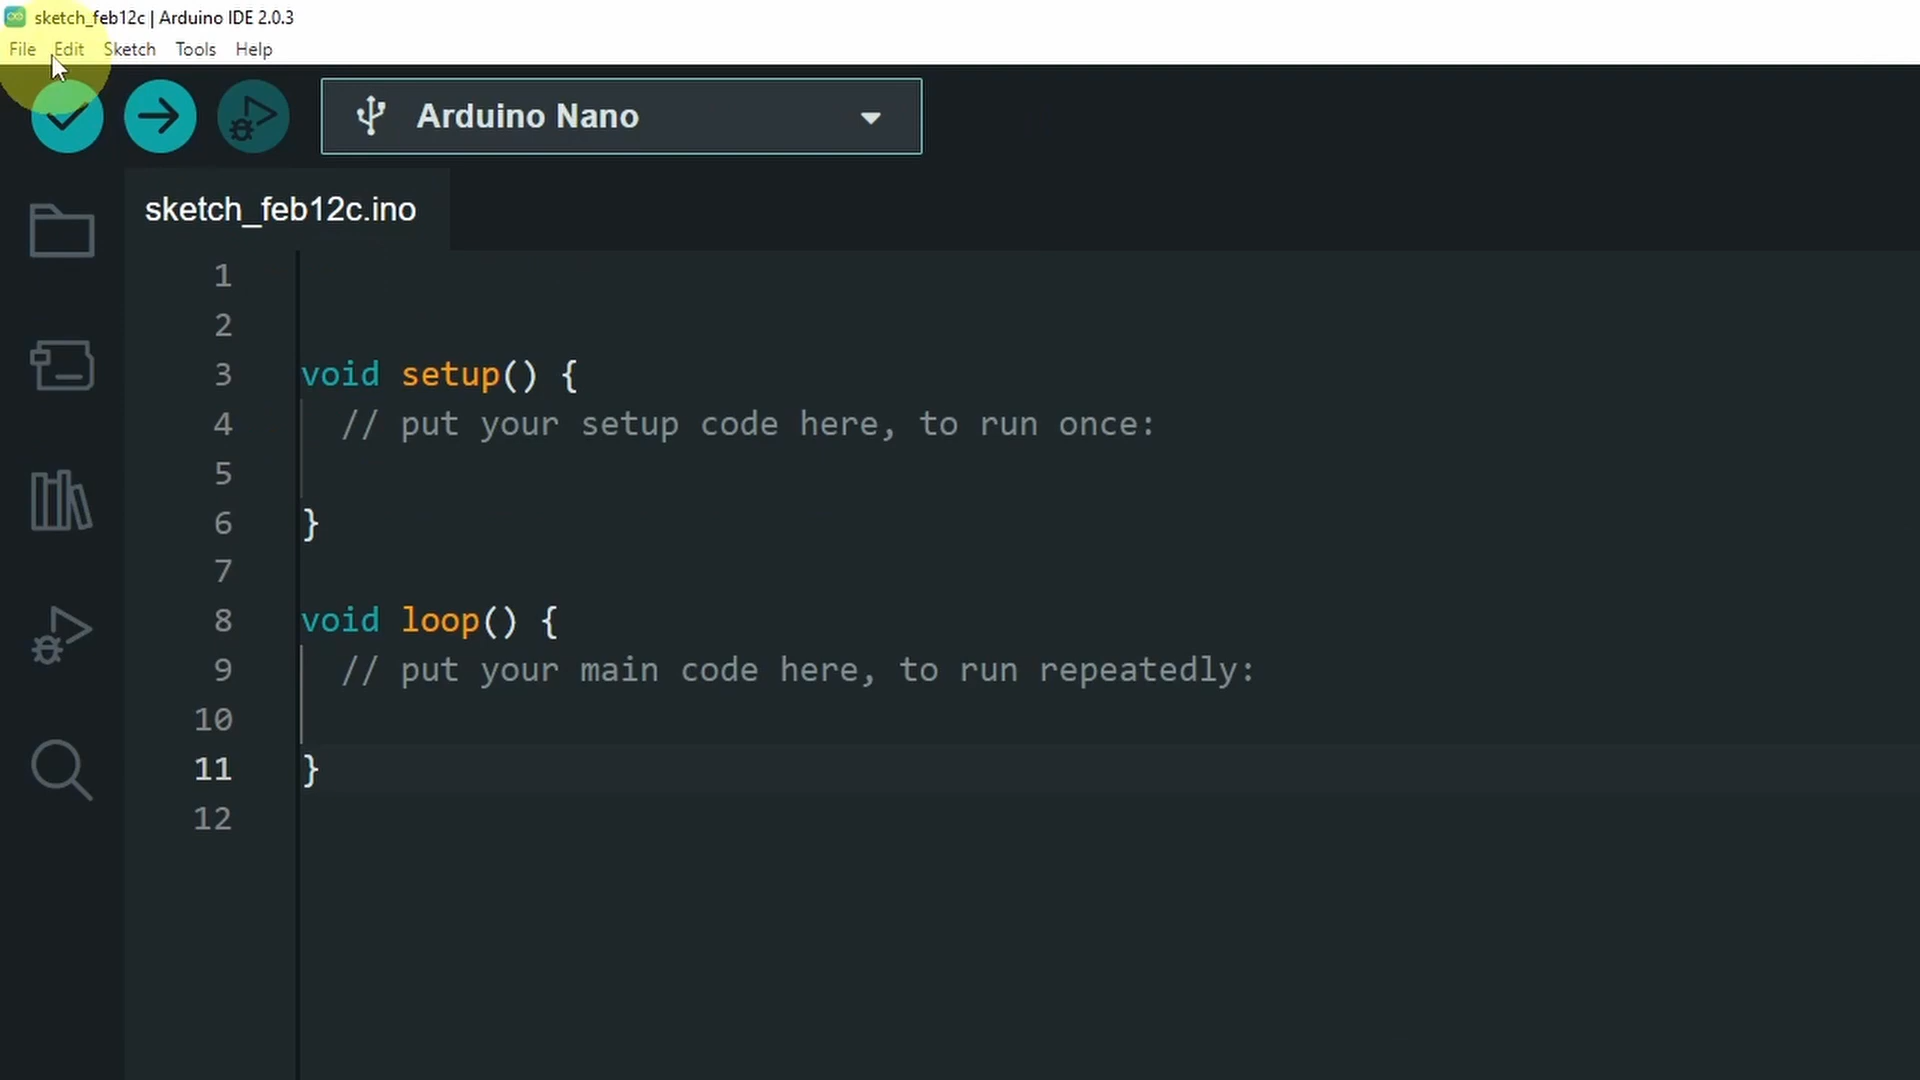 sketch_feb12c | Arduino IDE 2.0.3
File Edit Sketch Tools Help
Arduino Nano
sketch_feb12c.ino
1
2
3 void setup() {
4 // put your setup code here, to run once:
5
6 }
7
8 void loop() {
9 // put your main code here, to run repeatedly:
10
11 }
12